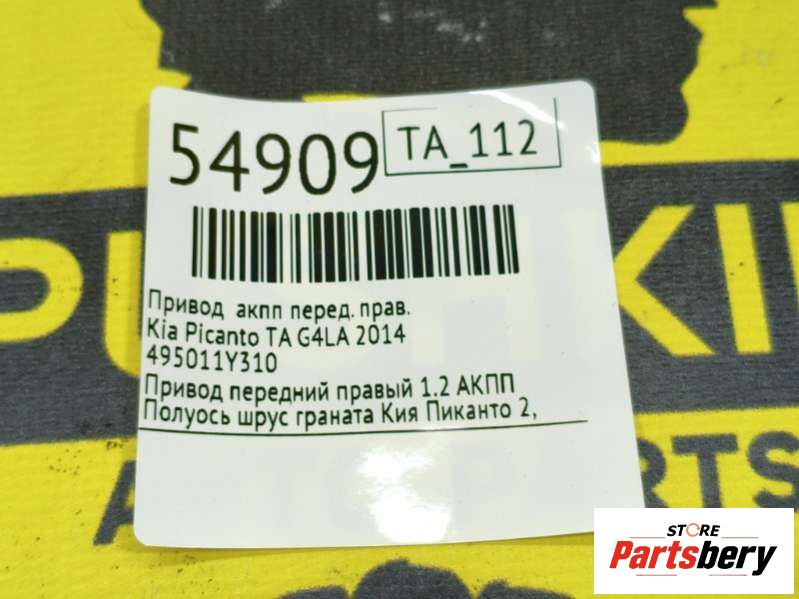 54909
TA_112
Привод акпп перед. прав.
Kia Picanto TA G4LA 2014
495011Y310
Привод передний правый 1.2 АКПП
Полуось шрус граната Кия Пиканто 2,
STORE
Partsbery